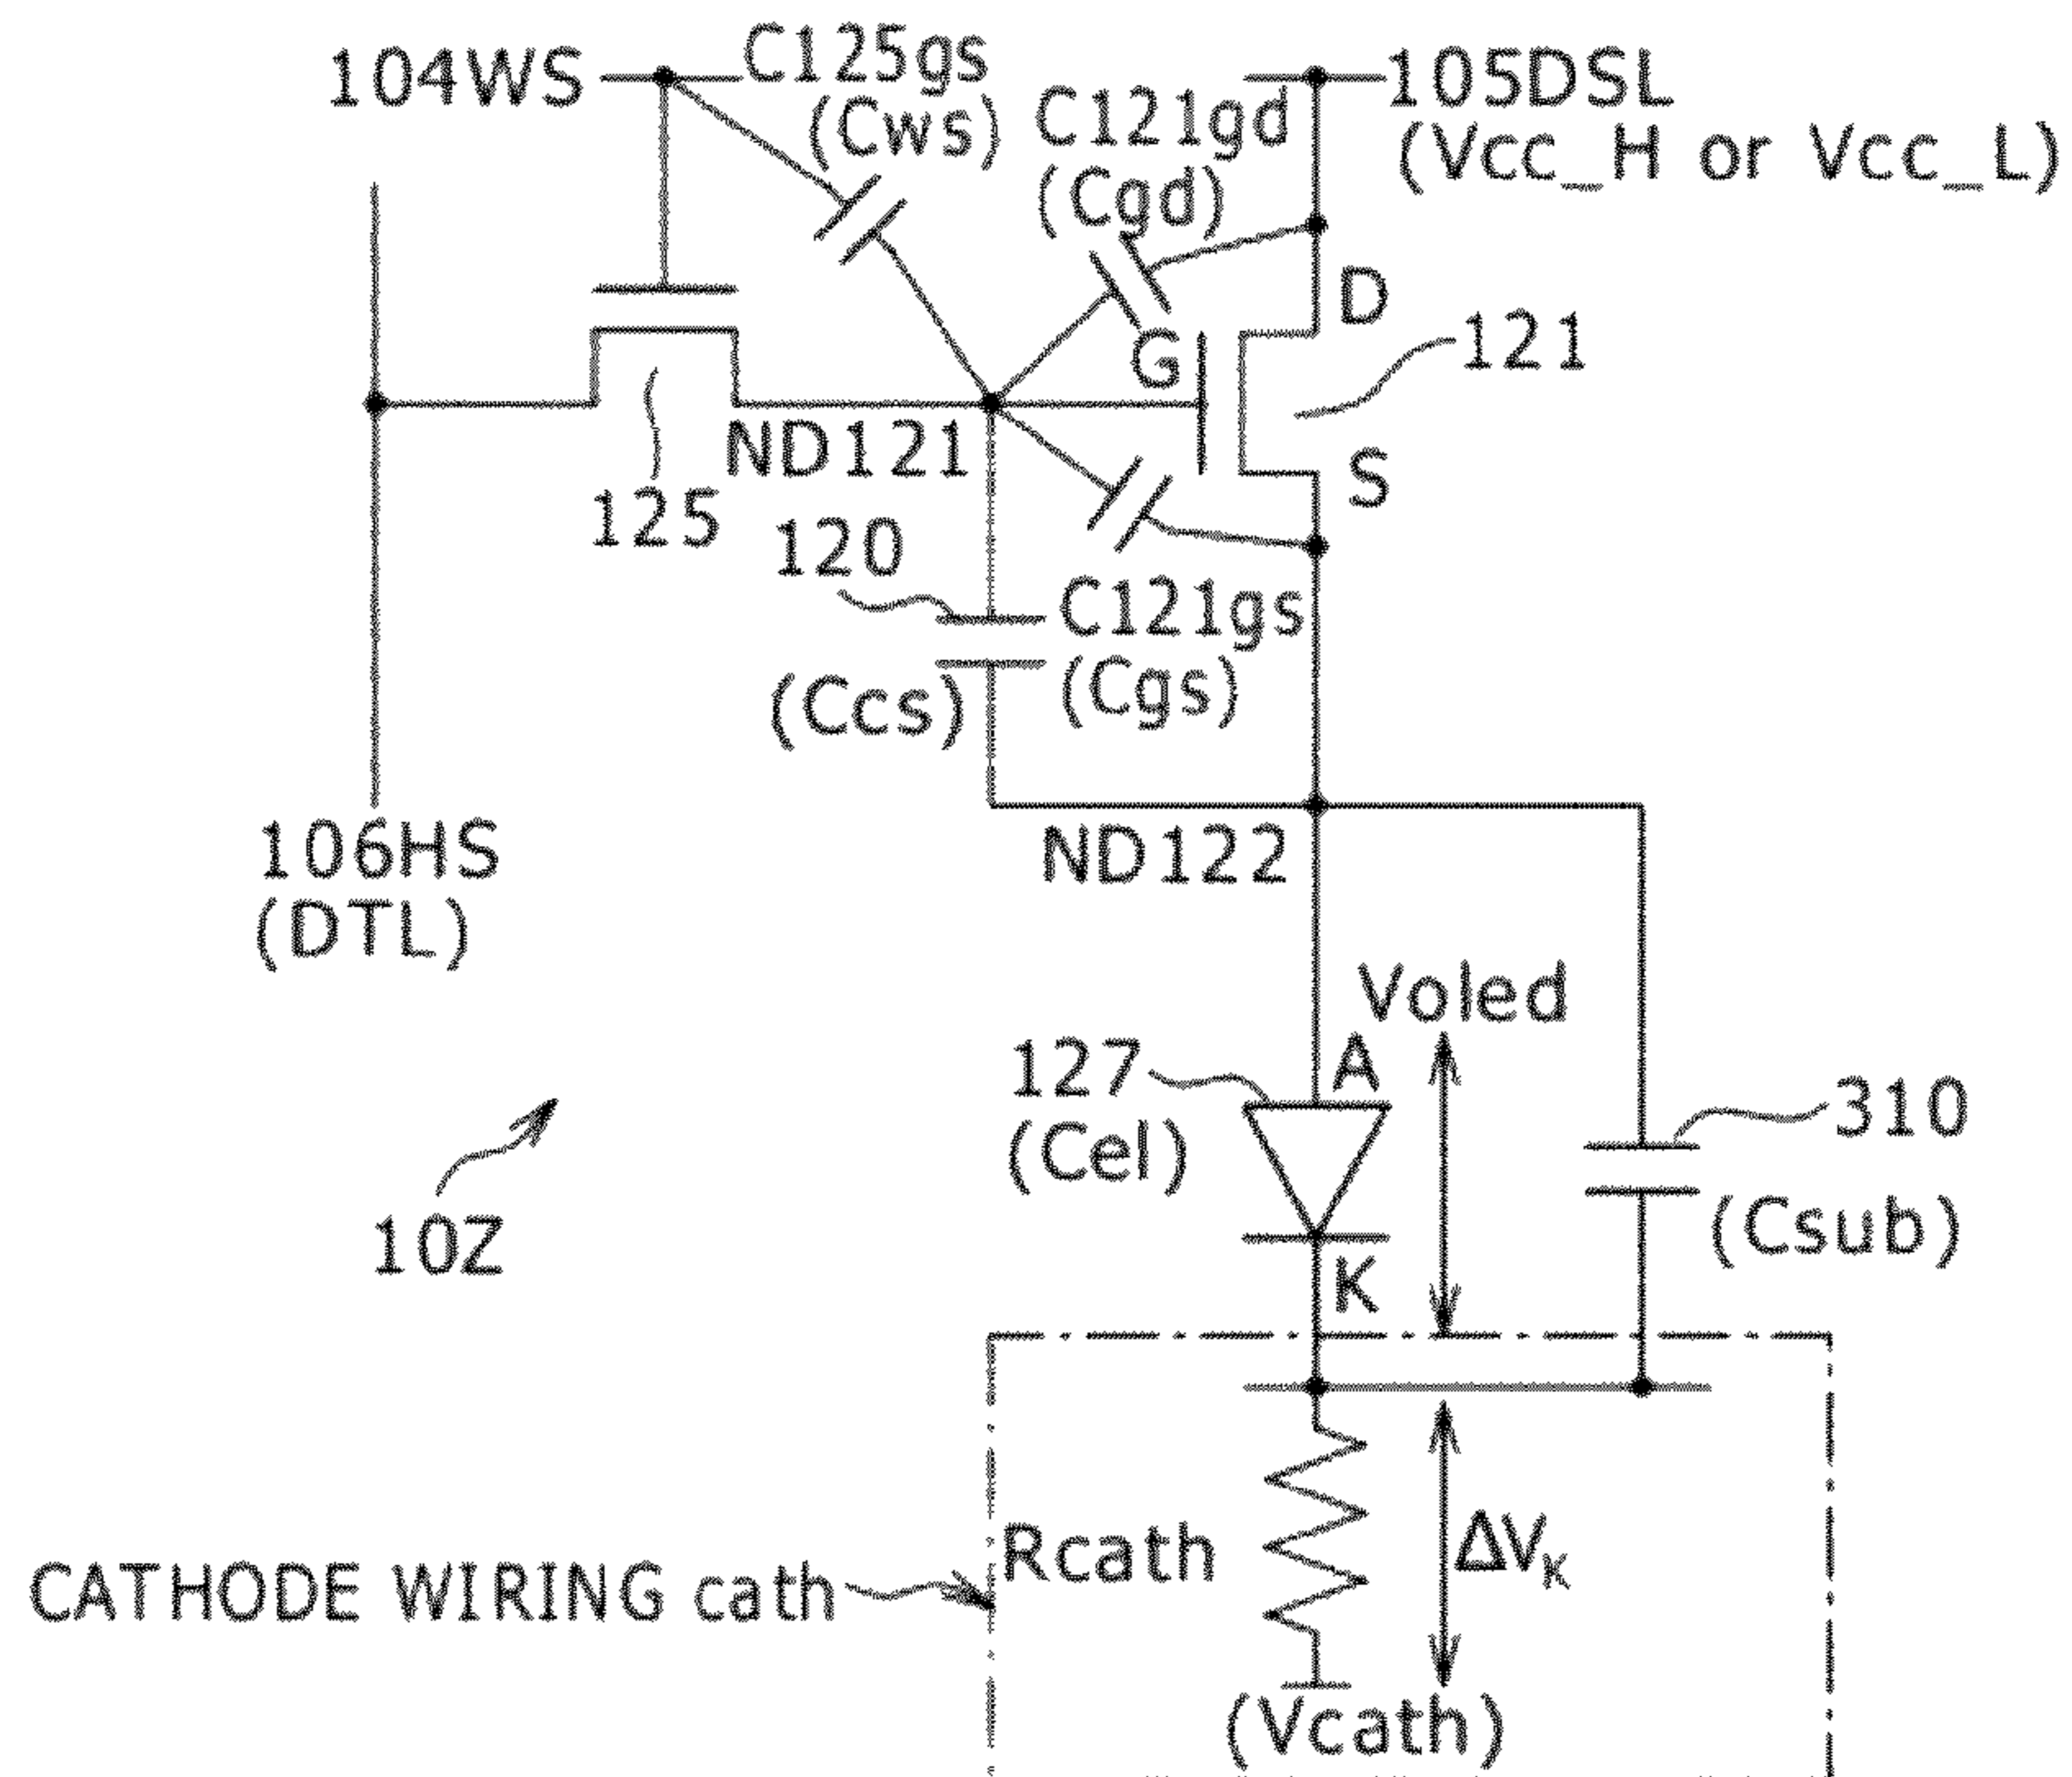 104WS
C125gs
(Cws)
C121gd
(Cgd)
105DSL
(Vcc_H or Vcc_L)
D
G
121
S
ND121
125
120
C121gs
(Cgs)
(Ccs)
106HS
(DTL)
ND122
Voled
127
A
(Cel)
310
(Csub)
10Z
K
Rcath
ΔVK
CATHODE WIRING cath
(Vcath)